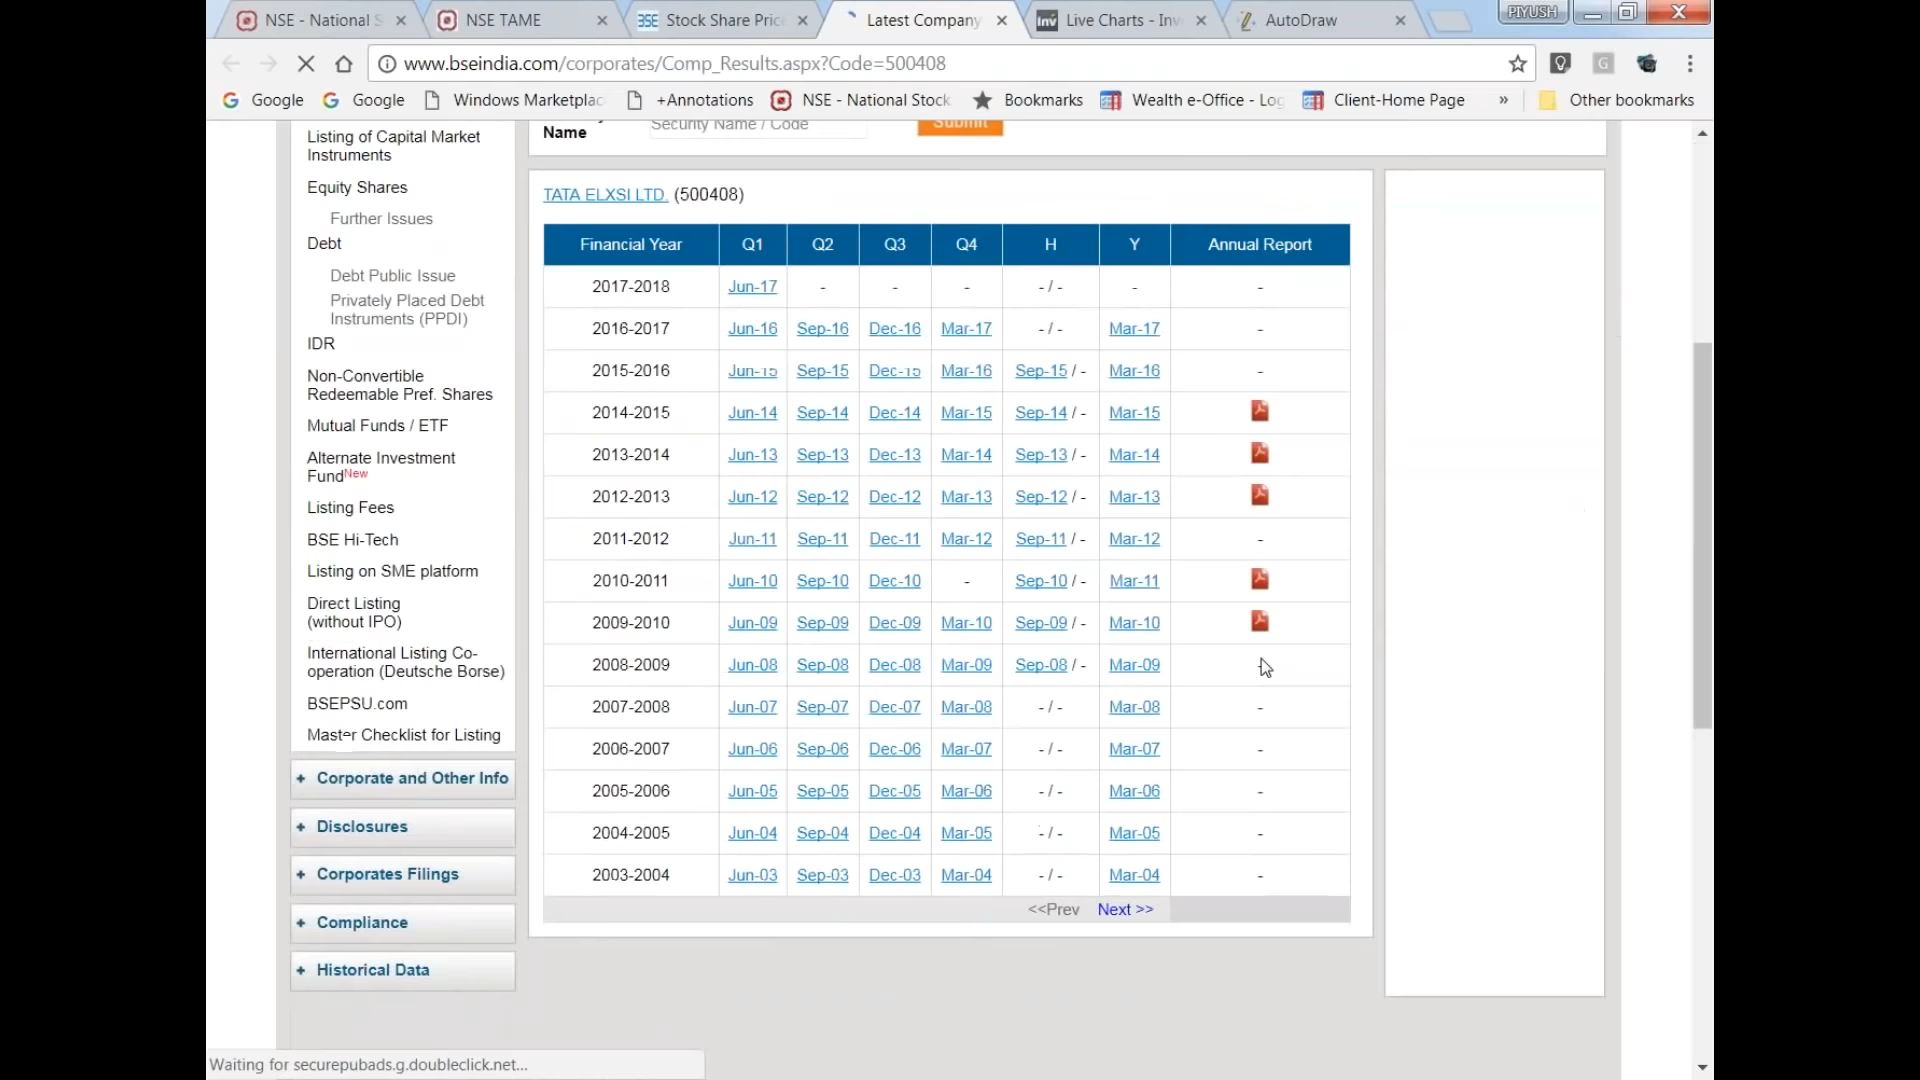 NSE - National S
NSE TAME
BSE Stock Share Price
Latest Company
Inv Live Charts - Inv
AutoDraw
PIYUSH
www.bseindia.com/corporates/Comp_Results.aspx?Code=500408
G
Google
Google
Windows Marketplac
+Annotations
NSE - National Stock
Bookmarks
Wealth e-Office - Log
Client-Home Page
»
Other bookmarks
Name
Security Name / Code
Submit
Listing of Capital Market
Instruments
Equity Shares
Further Issues
Debt
Debt Public Issue
Privately Placed Debt
Instruments (PPDI)
IDR
Non-Convertible
Redeemable Pref. Shares
Mutual Funds / ETF
Alternate Investment
FundNew
Listing Fees
BSE Hi-Tech
Listing on SME platform
Direct Listing
(without IPO)
International Listing Co-
operation (Deutsche Borse)
BSEPSU.com
Master Checklist for Listing
+ Corporate and Other Info
+ Disclosures
+ Corporates Filings
+ Compliance
+ Historical Data
TATA ELXSI LTD. (500408)
Financial Year Q1 Q2 Q3 Q4 H Y Annual Report
2017-2018 Jun-17 - - - - / - - -
2016-2017 Jun-16 Sep-16 Dec-16 Mar-17 - / - Mar-17 -
2015-2016 Jun-15 Sep-15 Dec-15 Mar-16 Sep-15 / - Mar-16 -
2014-2015 Jun-14 Sep-14 Dec-14 Mar-15 Sep-14 / - Mar-15
2013-2014 Jun-13 Sep-13 Dec-13 Mar-14 Sep-13 / - Mar-14
2012-2013 Jun-12 Sep-12 Dec-12 Mar-13 Sep-12 / - Mar-13
2011-2012 Jun-11 Sep-11 Dec-11 Mar-12 Sep-11 / - Mar-12 -
2010-2011 Jun-10 Sep-10 Dec-10 - Sep-10 / - Mar-11
2009-2010 Jun-09 Sep-09 Dec-09 Mar-10 Sep-09 / - Mar-10
2008-2009 Jun-08 Sep-08 Dec-08 Mar-09 Sep-08 / - Mar-09 -
2007-2008 Jun-07 Sep-07 Dec-07 Mar-08 - / - Mar-08 -
2006-2007 Jun-06 Sep-06 Dec-06 Mar-07 - / - Mar-07 -
2005-2006 Jun-05 Sep-05 Dec-05 Mar-06 - / - Mar-06 -
2004-2005 Jun-04 Sep-04 Dec-04 Mar-05 - / - Mar-05 -
2003-2004 Jun-03 Sep-03 Dec-03 Mar-04 - / - Mar-04 -
<<Prev Next >>
Waiting for securepubads.g.doubleclick.net...